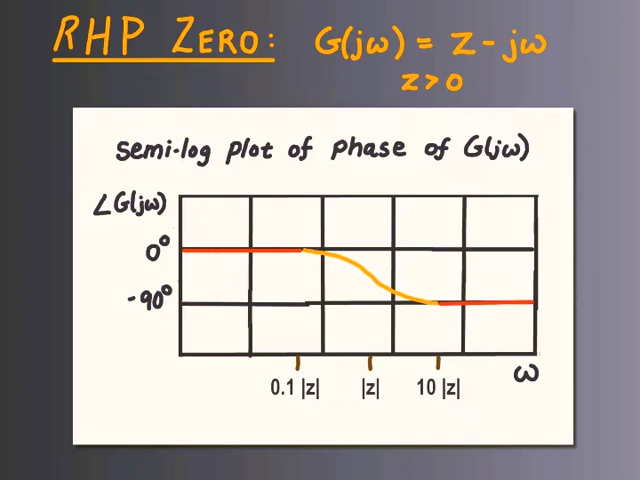 RHP ZERO: G(jω) = Z - jω
z > 0
semi-log plot of phase of G(jω)
∠G(jω)
0°
-90°
ω
0.1 |z| |z| 10 |z|